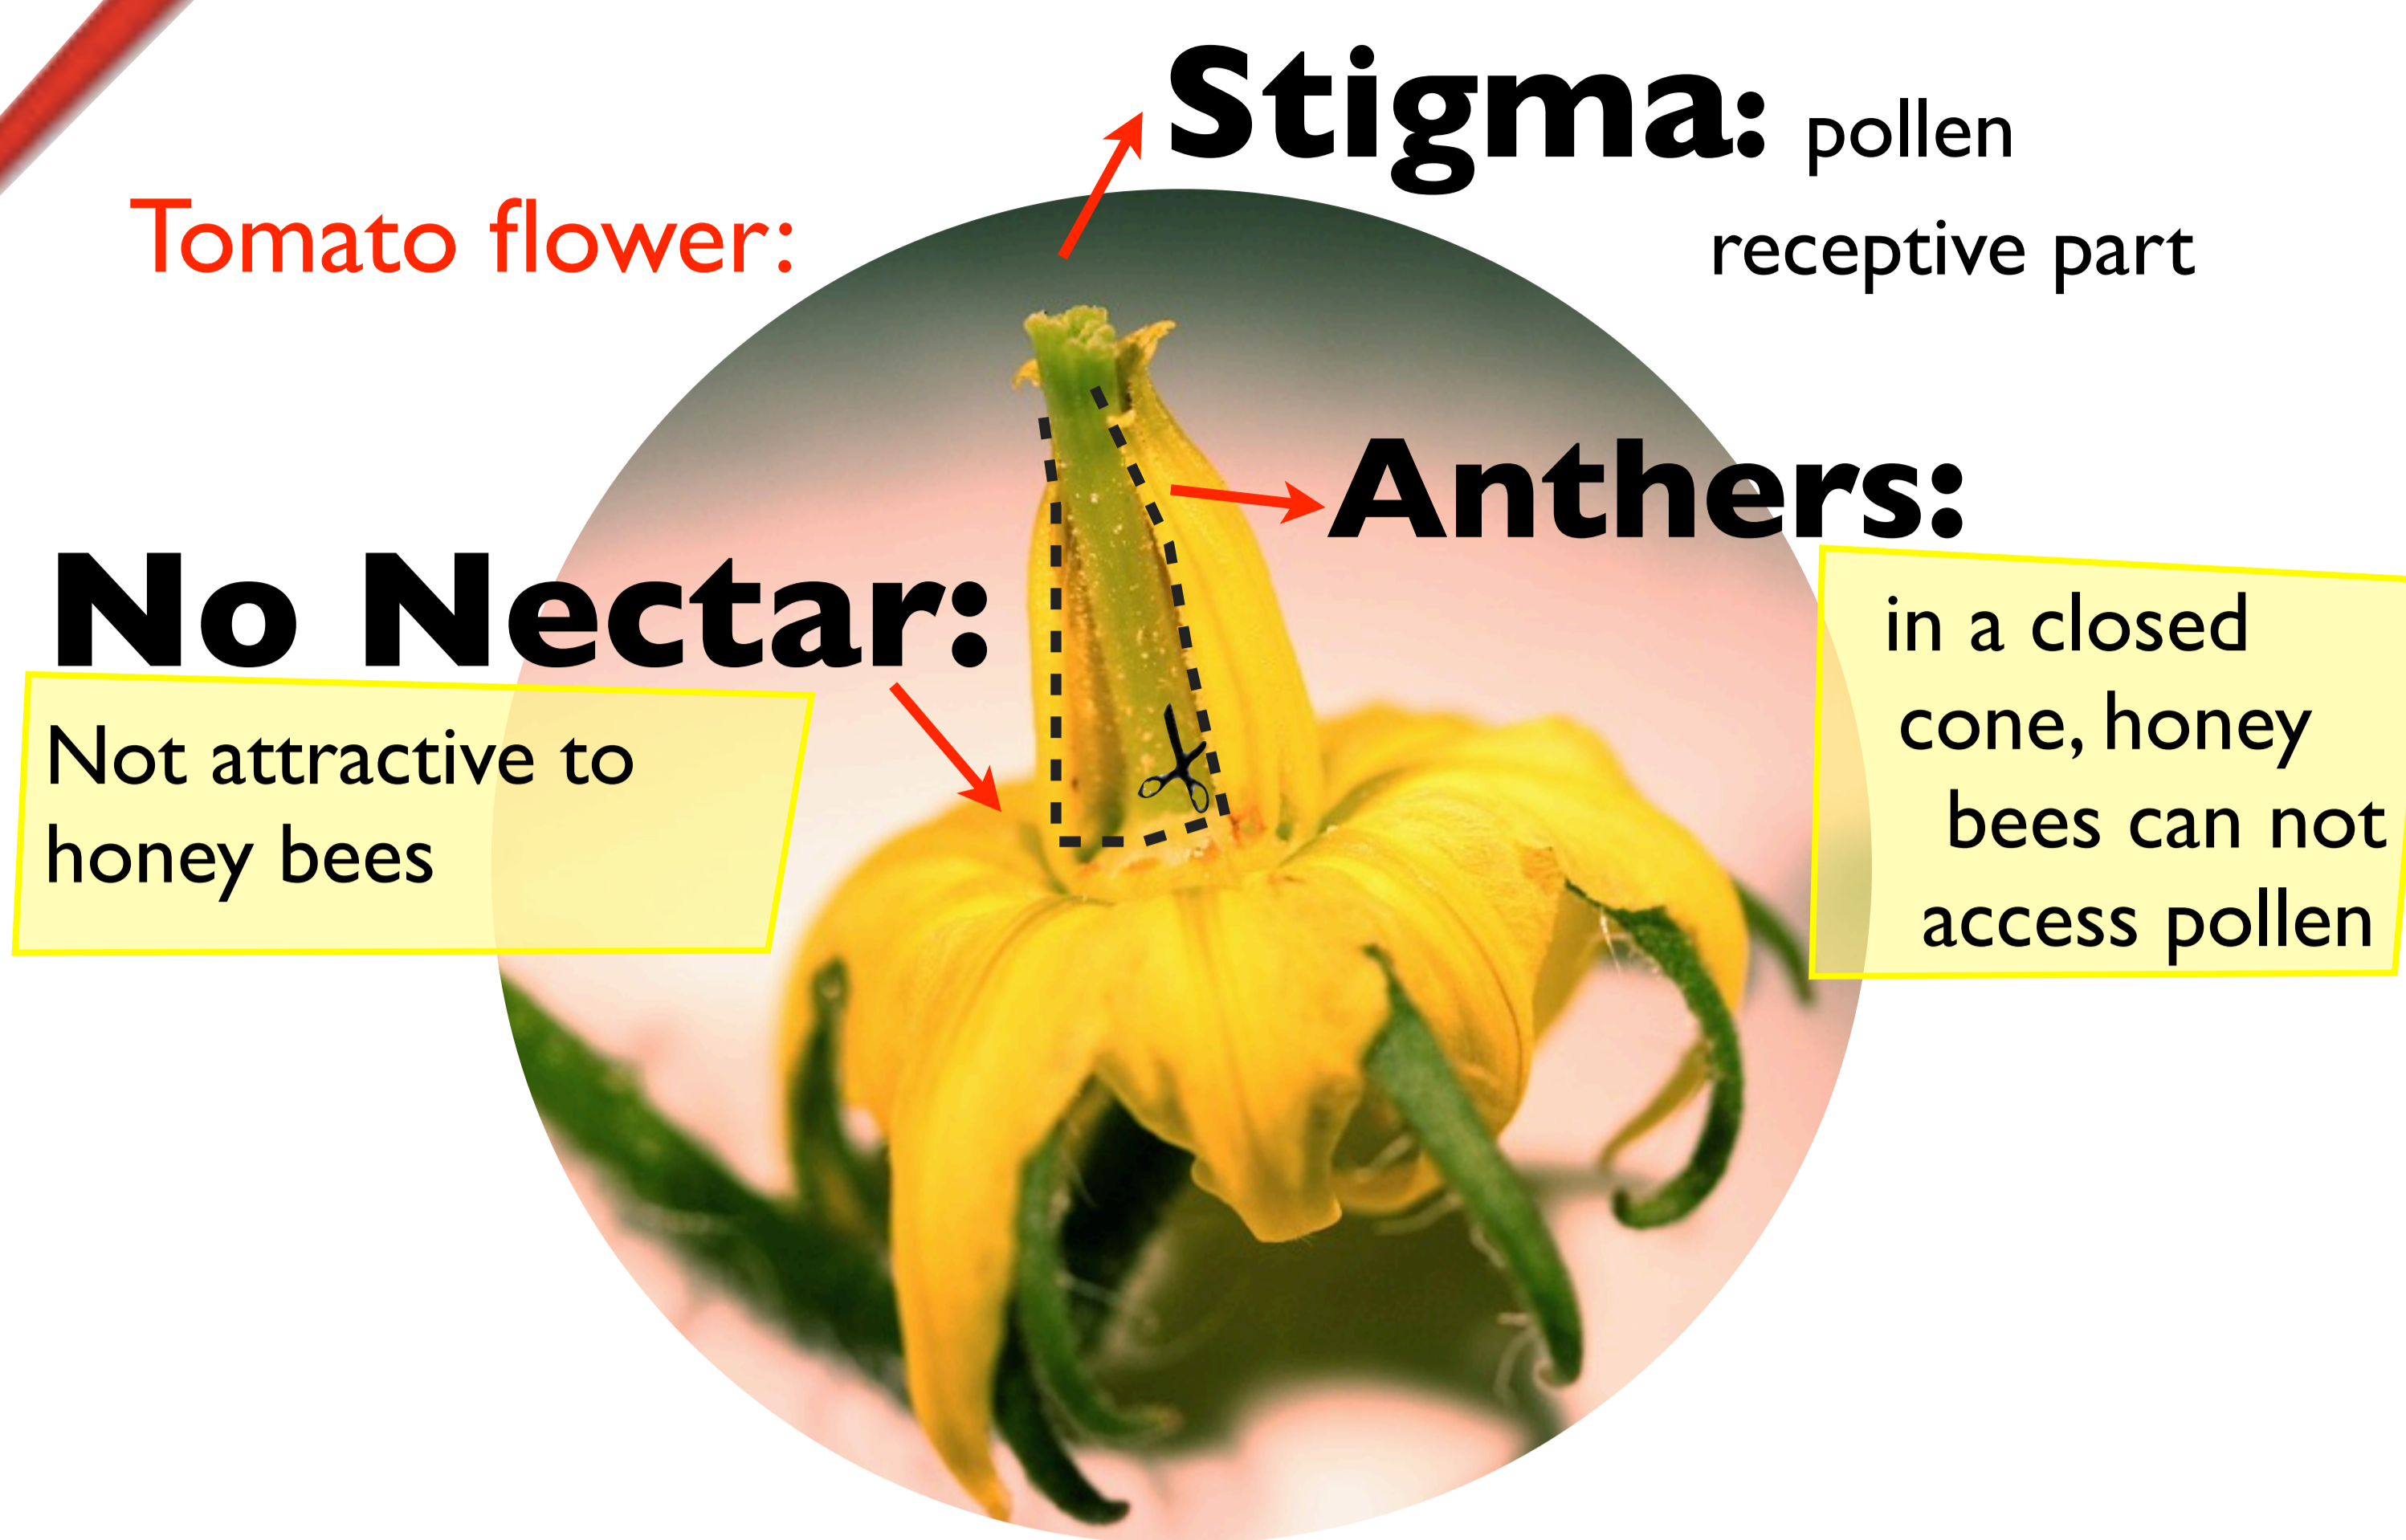 Stigma: pollen
receptive part
Tomato flower:
Anthers:
in a closed
cone, honey
bees can not
access pollen
No Nectar:
Not attractive to
honey bees